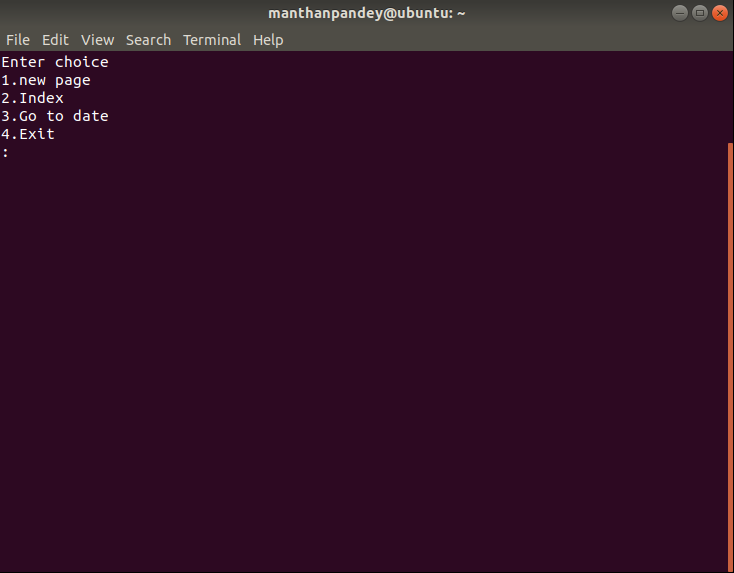 manthanpandey@ubuntu: ~
File Edit View Search Terminal Help
Enter choice
1.new page
2.Index
3.Go to date
4.Exit
: